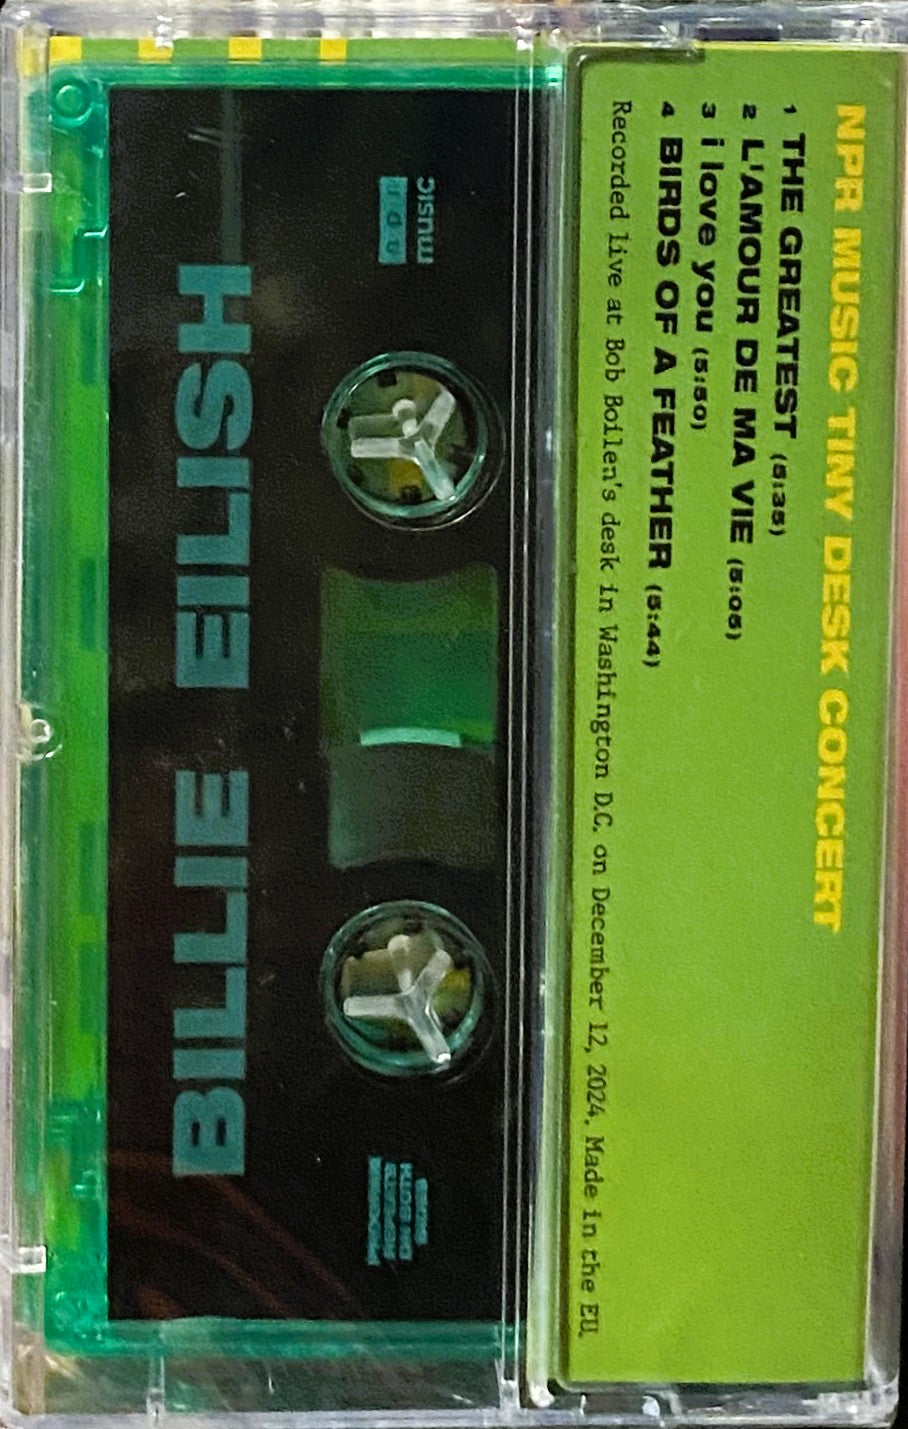 NPR MUSIC TINY DESK CONCERT
1 THE GREATEST (5:35)
2 L'AMOUR DE MA VIE (5:05)
3 i love you (5:50)
4 BIRDS OF A FEATHER (5:44)
Recorded live at Bob Boilen's desk in Washington D.C. on December 12, 2024. Made in the EU.
BILLIE EILISH
npr
music